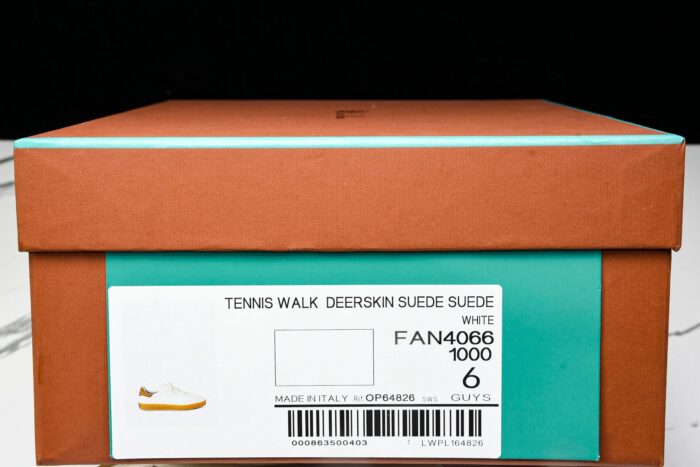 TENNIS WALK DEERSKIN SUEDE SUEDE
WHITE
FAN4066
1000
6
MADE IN ITALY Rif OP64826 SWS GUYS
000863500403 1 LWPL164826